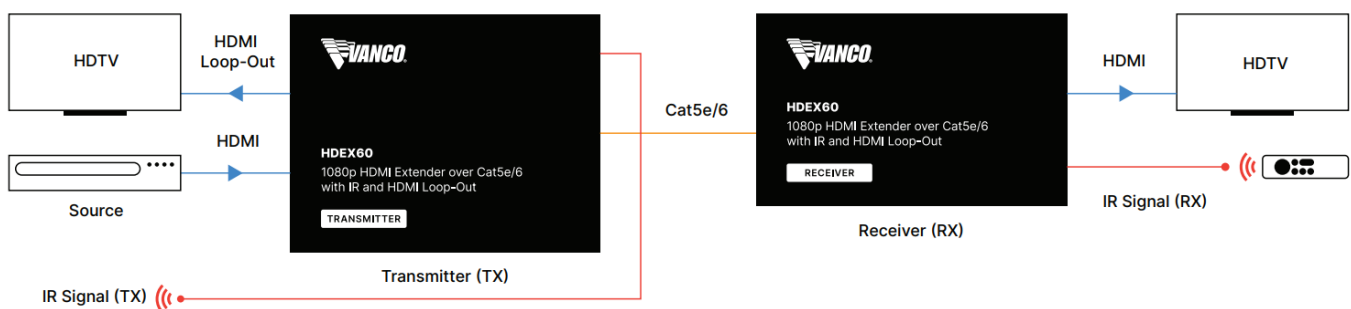 HDTV
HDMI
Loop-Out
HDMI
Source
IR Signal (TX)
VANCO.
HDEX60
1080p HDMI Extender over Cat5e/6
with IR and HDMI Loop-Out
TRANSMITTER
Transmitter (TX)
Cat5e/6
VANCO.
HDEX60
1080p HDMI Extender over Cat5e/6
with IR and HDMI Loop-Out
RECEIVER
Receiver (RX)
HDMI
HDTV
IR Signal (RX)